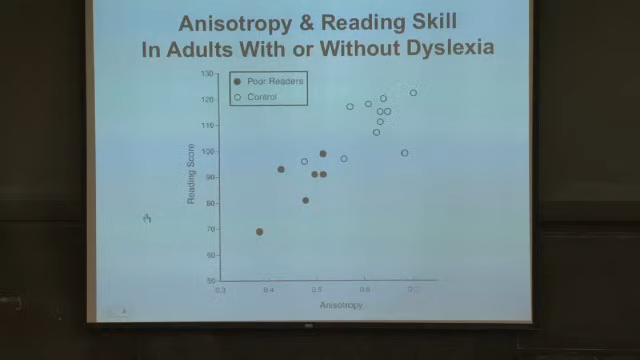 Anisotropy & Reading Skill
In Adults With or Without Dyslexia
130
120
110
100
90
80
70
60
50
Poor Readers
Control
Reading Score
0.3
0.4
0.5
0.6
Anisotropy